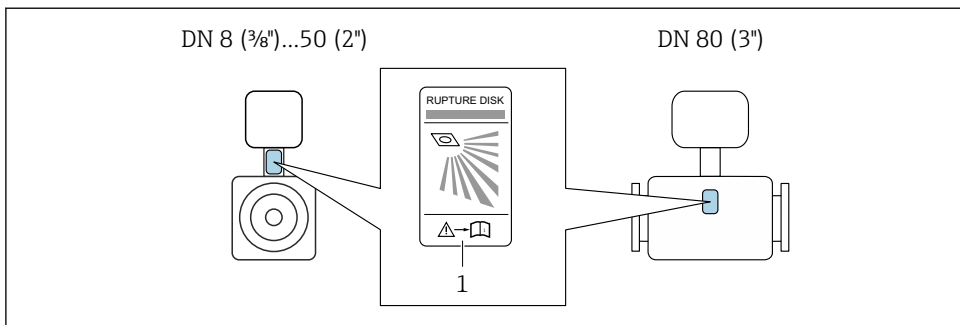 DN 8 (⅜")...50 (2")
DN 80 (3")
RUPTURE DISK
i
1